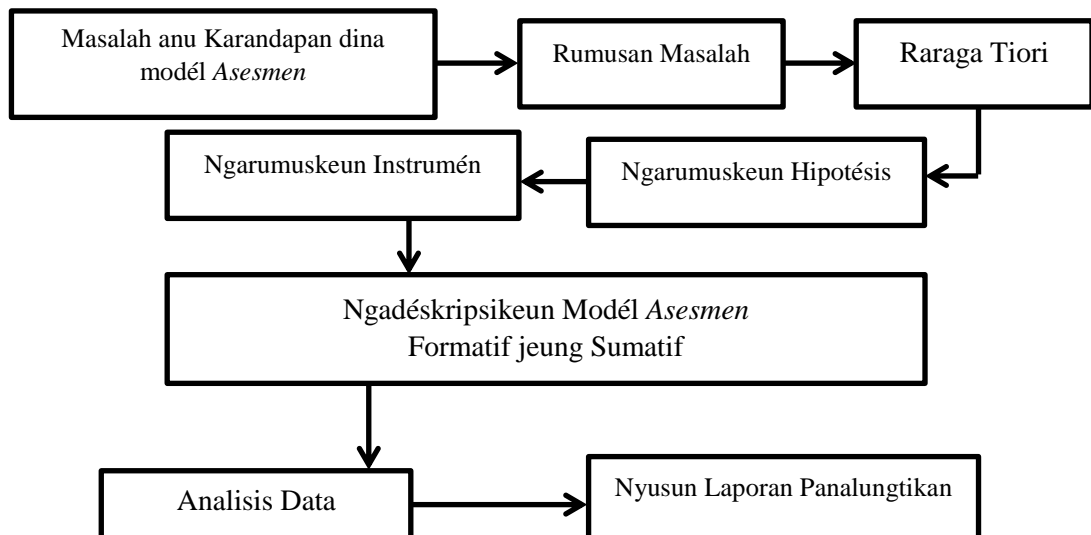 Masalah anu Karandapan dina
modél Asesmen
Rumusan Masalah
Raraga Tiori
Ngarumuskeun Hipotésis
Ngarumuskeun Instrumén
Ngadéskripsikeun Modél Asesmen
Formatif jeung Sumatif
Analisis Data
Nyusun Laporan Panalungtikan